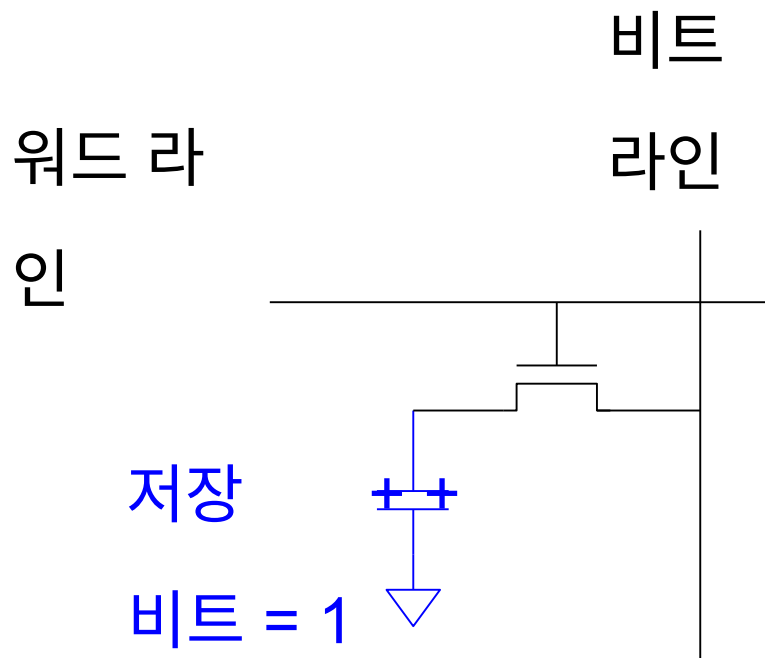 비트
라인
워드 라
인
저장
비트 = 1
+ +